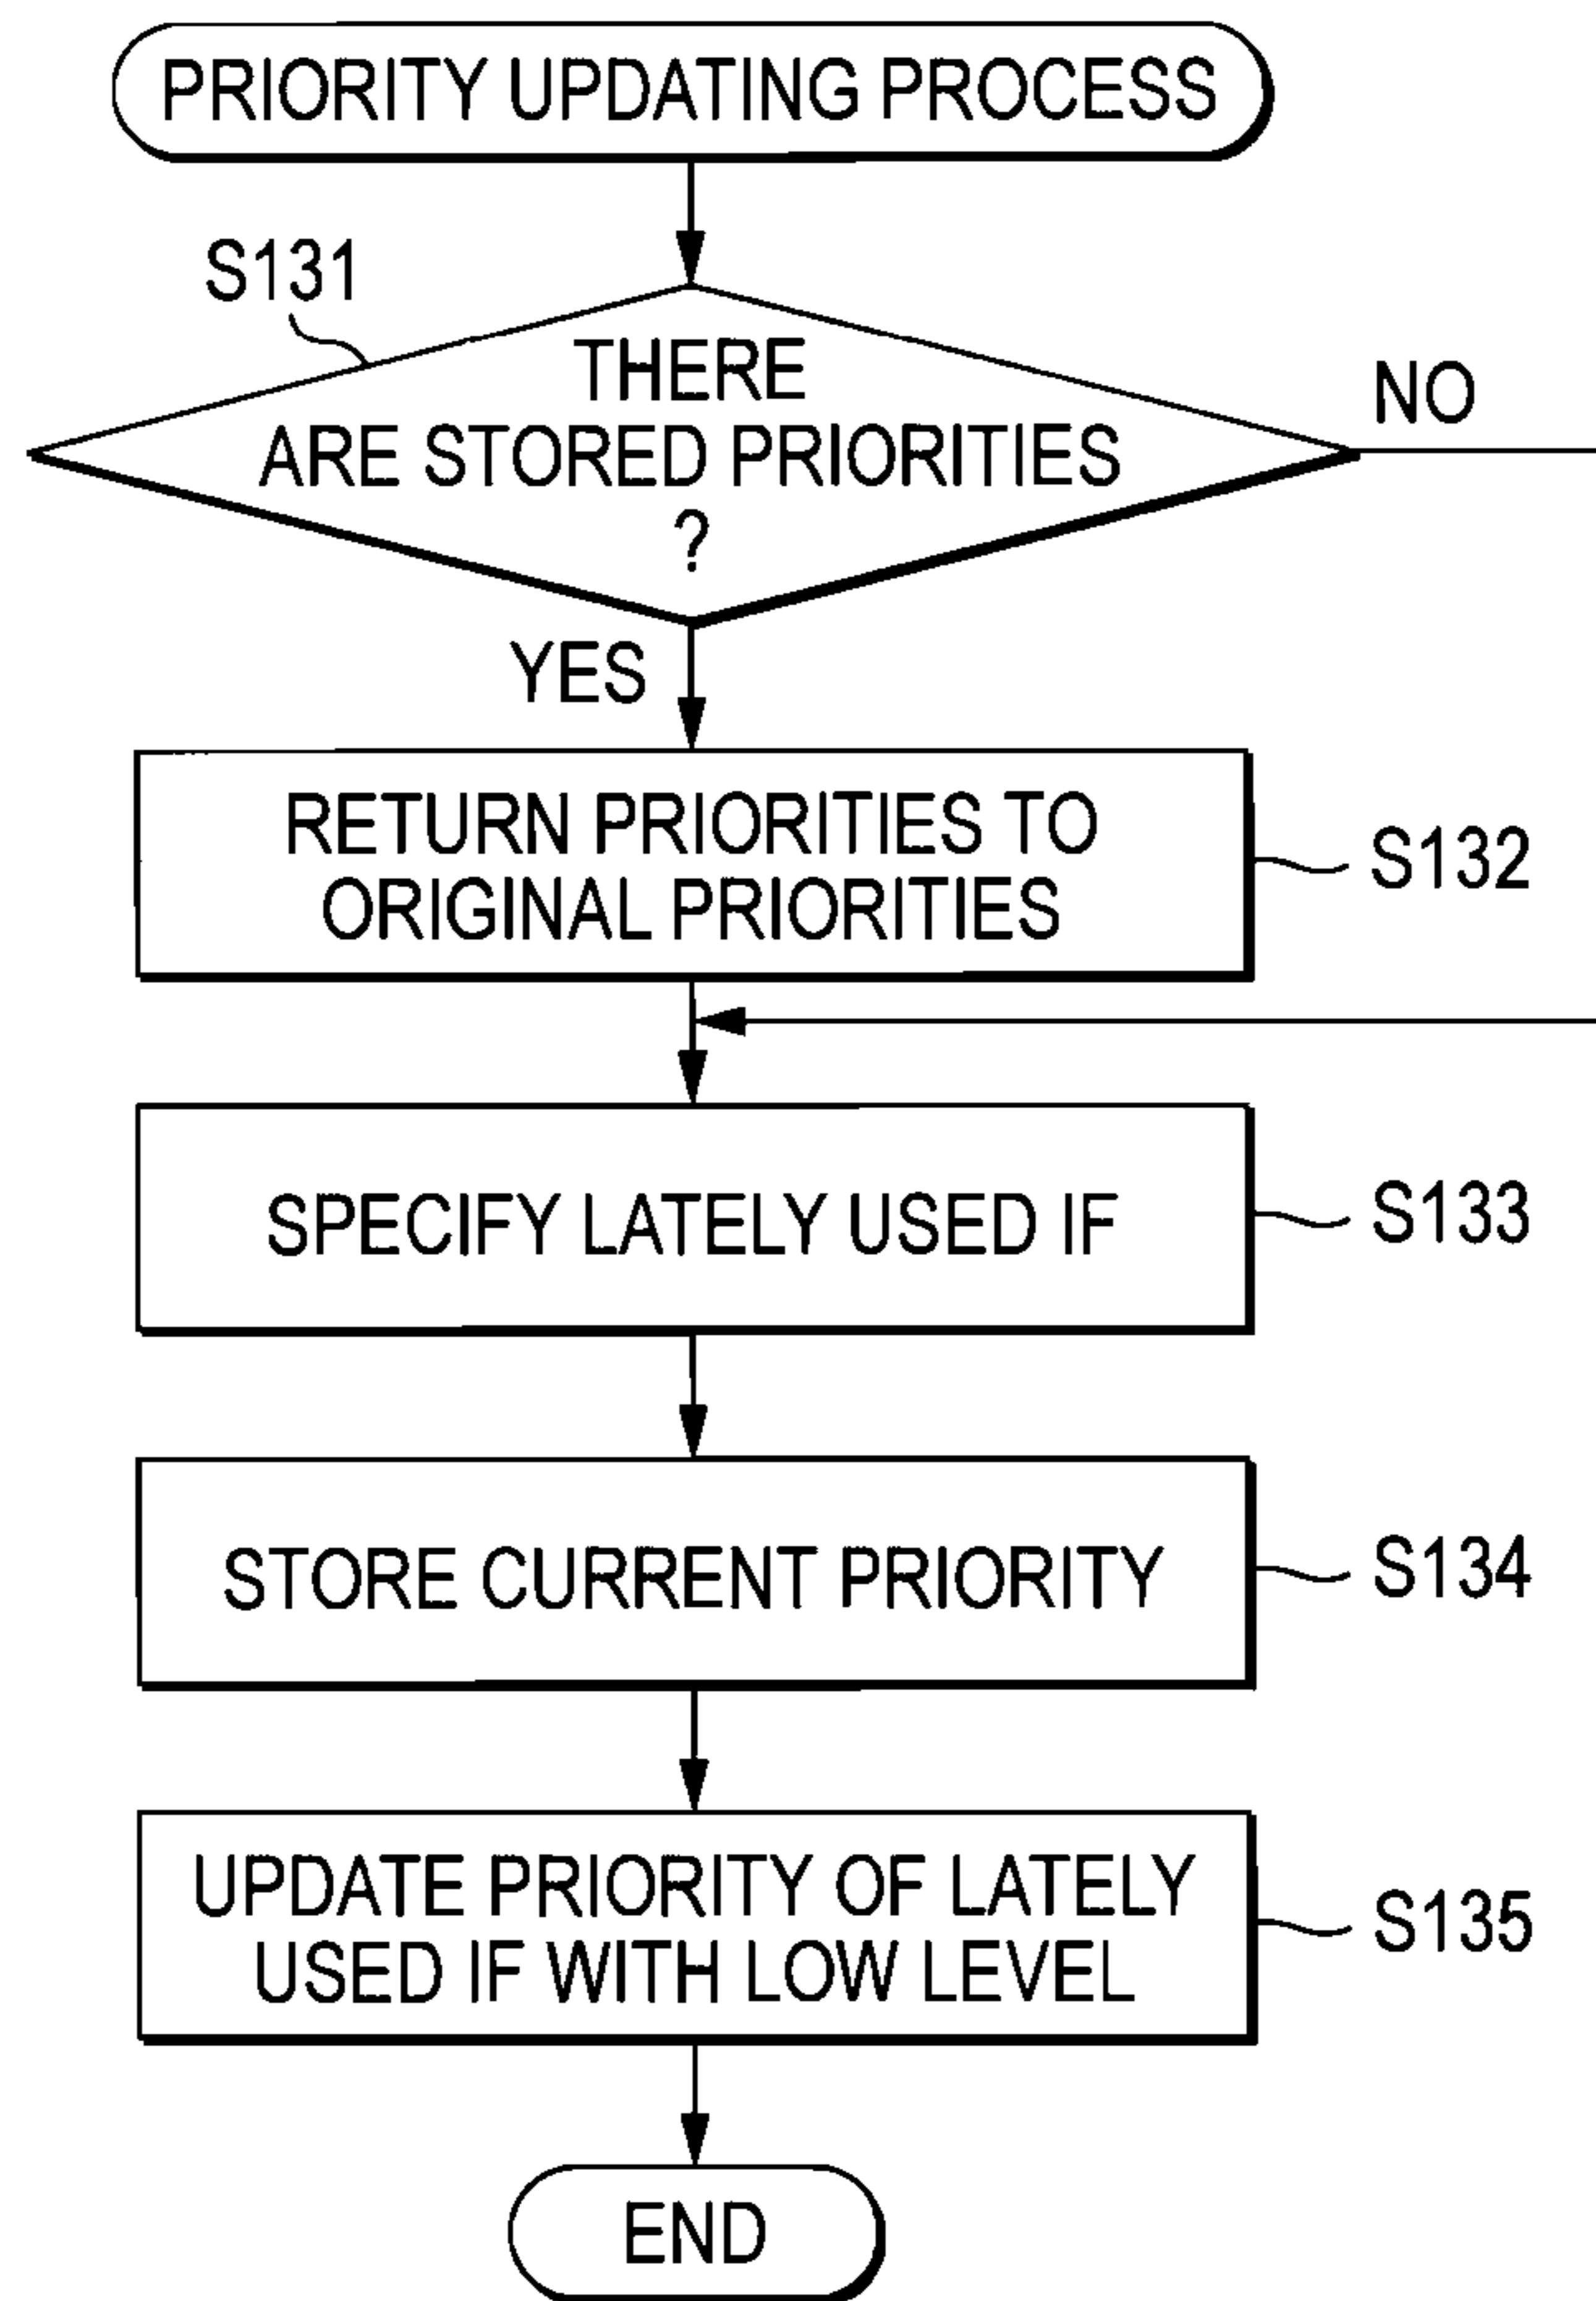 PRIORITY UPDATING PROCESS
S131
THERE
ARE STORED PRIORITIES
?
NO
YES
RETURN PRIORITIES TO
ORIGINAL PRIORITIES
S132
SPECIFY LATELY USED IF
S133
STORE CURRENT PRIORITY
S134
UPDATE PRIORITY OF LATELY
USED IF WITH LOW LEVEL
S135
END